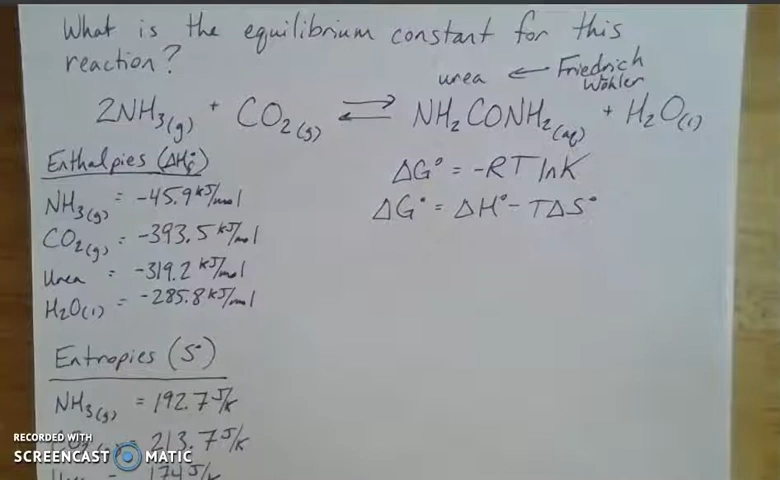 What is the equilibrium constant for this
reaction?
urea ← Friedrich
Wöhler
2NH₃(g) + CO₂(g) ⇌ NH₂CONH₂(aq) + H₂O(l)
Enthalpies (ΔH°f)
NH₃(g) = -45.9 kJ/mol
CO₂(g) = -393.5 kJ/mol
Urea = -319.2 kJ/mol
H₂O(l) = -285.8 kJ/mol
ΔG° = -RT lnK
ΔG° = ΔH° - TΔS°
Entropies (S°)
NH₃(g) = 192.7 J/K
213.7 J/K
174 J/K
RECORDED WITH
SCREENCAST MATIC